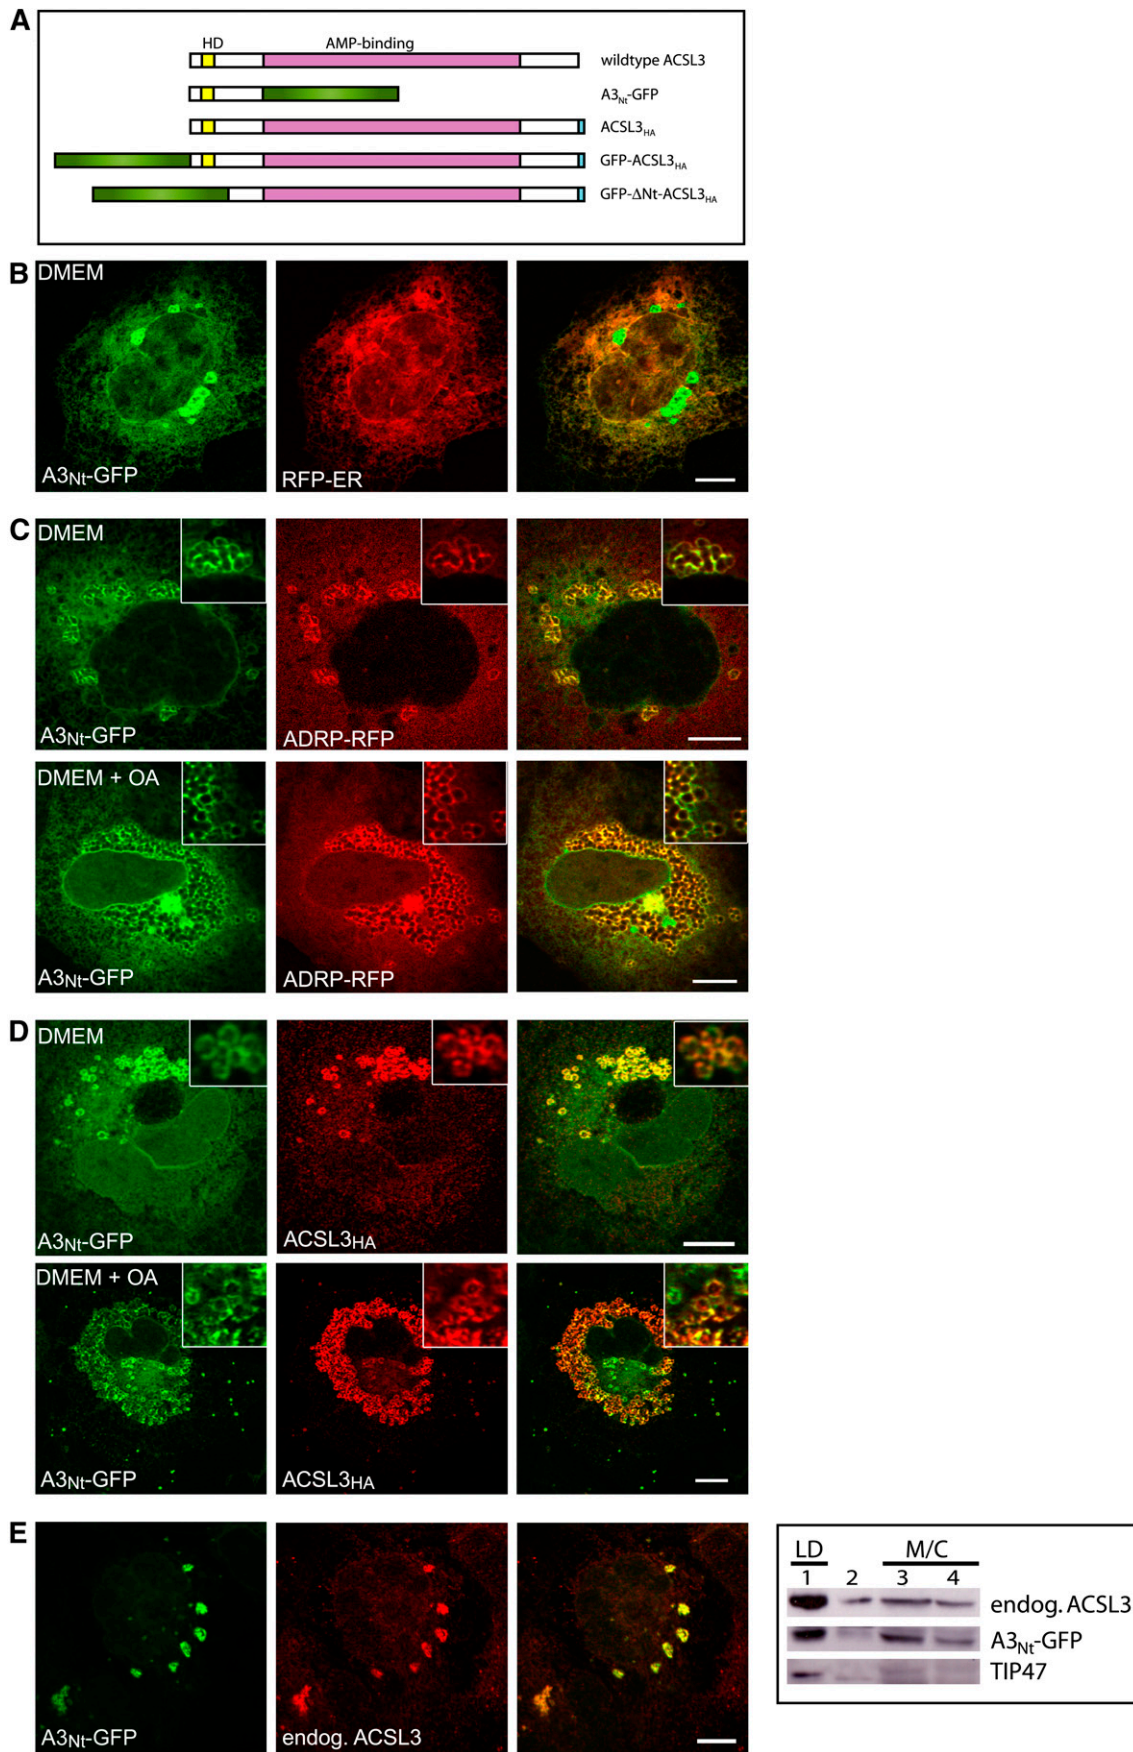 A
HD AMP-binding
wildtype ACSL3
A3Nt-GFP
ACSL3HA
GFP-ACSL3HA
GFP-ΔNt-ACSL3HA
B
DMEM
A3Nt-GFP RFP-ER
C
DMEM
A3Nt-GFP ADRP-RFP
DMEM + OA
A3Nt-GFP ADRP-RFP
D
DMEM
A3Nt-GFP ACSL3HA
DMEM + OA
A3Nt-GFP ACSL3HA
E
A3Nt-GFP endog. ACSL3
LD M/C
1 2 3 4
endog. ACSL3
A3Nt-GFP
TIP47